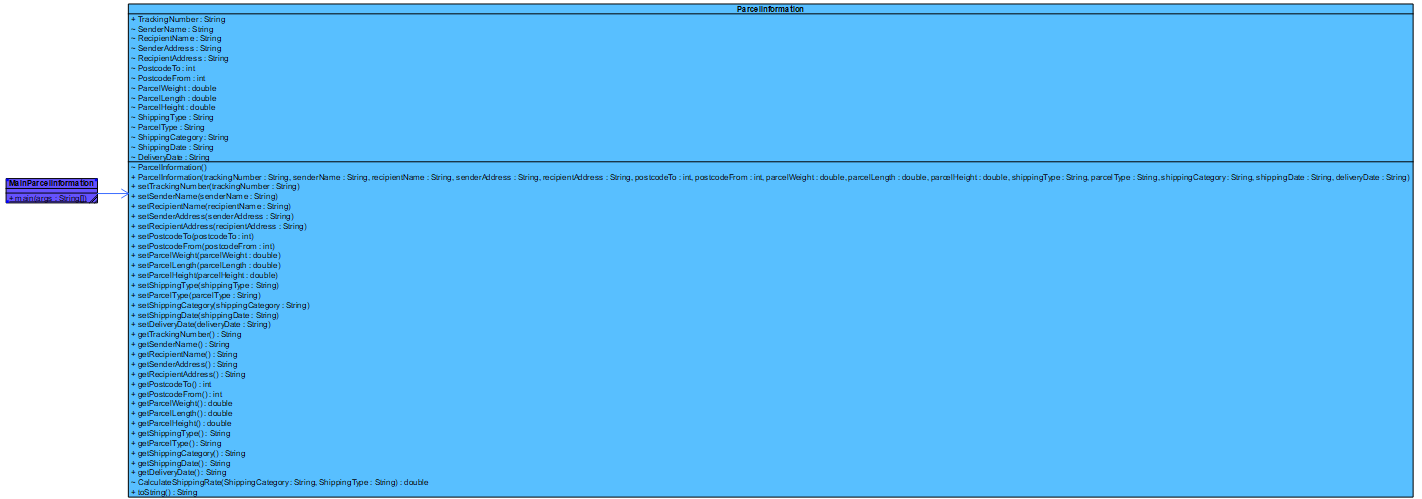 ParcelInformation
+ TrackingNumber : String
~ SenderName : String
~ RecipientName : String
~ SenderAddress : String
~ RecipientAddress : String
~ PostcodeTo : int
~ PostcodeFrom : int
~ ParcelWeight : double
~ ParcelLength : double
~ ParcelHeight : double
~ ShippingType : String
~ ParcelType : String
~ ShippingCategory : String
~ ShippingDate : String
~ DeliveryDate : String
~ ParcelInformation()
+ ParcelInformation(trackingNumber : String, senderName : String, recipientName : String, senderAddress : String, recipientAddress : String, postcodeTo : int, postcodeFrom : int, parcelWeight : double, parcelLength : double, parcelHeight : double, shippingType : String, parcelType : String, shippingCategory : String, shippingDate : String, deliveryDate : String)
+ setTrackingNumber(trackingNumber : String)
+ setSenderName(senderName : String)
+ setRecipientName(recipientName : String)
+ setSenderAddress(senderAddress : String)
+ setRecipientAddress(recipientAddress : String)
+ setPostcodeTo(postcodeTo : int)
+ setPostcodeFrom(postcodeFrom : int)
+ setParcelWeight(parcelWeight : double)
+ setParcelLength(parcelLength : double)
+ setParcelHeight(parcelHeight : double)
+ setShippingType(shippingType : String)
+ setParcelType(parcelType : String)
+ setShippingCategory(shippingCategory : String)
+ setShippingDate(shippingDate : String)
+ setDeliveryDate(deliveryDate : String)
+ getTrackingNumber() : String
+ getSenderName() : String
+ getRecipientName() : String
+ getSenderAddress() : String
+ getRecipientAddress() : String
+ getPostcodeTo() : int
+ getPostcodeFrom() : int
+ getParcelWeight() : double
+ getParcelLength() : double
+ getParcelHeight() : double
+ getShippingType() : String
+ getParcelType() : String
+ getShippingCategory() : String
+ getShippingDate() : String
+ getDeliveryDate() : String
~ CalculateShippingRate(ShippingCategory : String, ShippingType : String) : double
+ toString() : String
MainParcelInformation
+ main(args : String[])